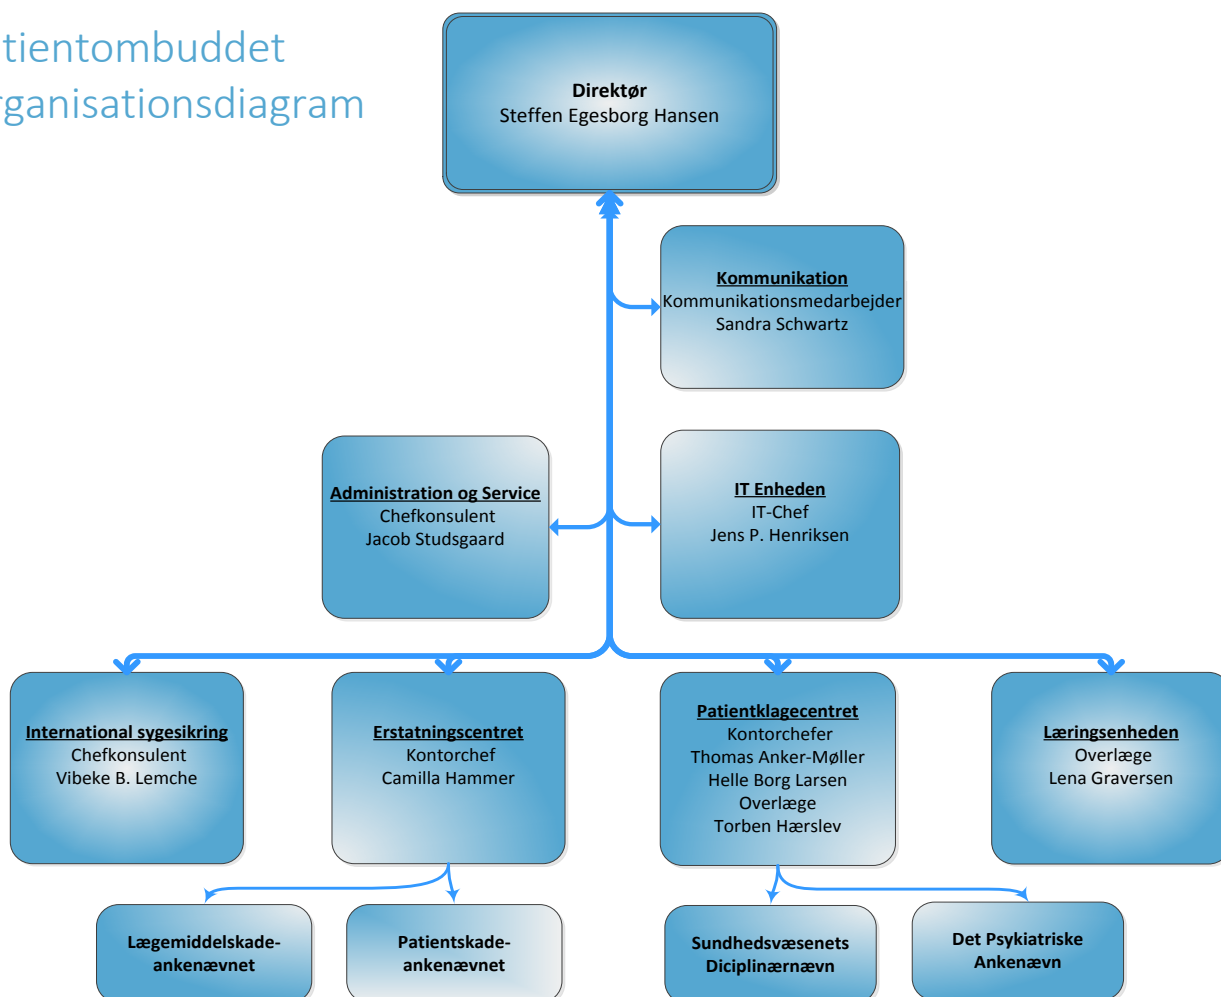 tientombuddet
rganisationsdiagram
Direktør
Steffen Egesborg Hansen
Kommunikation
Kommunikationsmedarbejder
Sandra Schwartz
Administration og Service
Chefkonsulent
Jacob Studsgaard
IT Enheden
IT-Chef
Jens P. Henriksen
International sygesikring
Chefkonsulent
Vibeke B. Lemche
Erstatningscentret
Kontorchef
Camilla Hammer
Patientklagecentret
Kontorchefer
Thomas Anker-Møller
Helle Borg Larsen
Overlæge
Torben Hærslev
Læringsenheden
Overlæge
Lena Graversen
Lægemiddelskade-
ankenævnet
Patientskade-
ankenævnet
Sundhedsvæsenets
Diciplinærnævn
Det Psykiatriske
Ankenævn